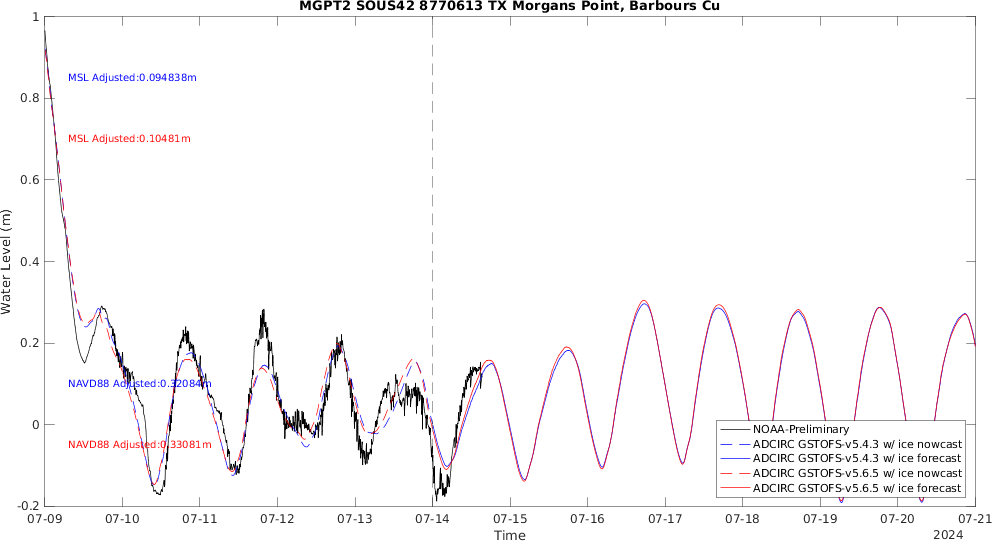 MGPT2 SOUS42 8770613 TX Morgans Point, Barbours Cu
1
0.8
0.6
0.4
0.2
0
-0.2
Water Level (m)
MSL Adjusted:0.094838m
MSL Adjusted:0.10481m
NAVD88 Adjusted:0.32084m
NAVD88 Adjusted:0.33081m
NOAA-Preliminary
ADCIRC GSTOFS-v5.4.3 w/ ice nowcast
ADCIRC GSTOFS-v5.4.3 w/ ice forecast
ADCIRC GSTOFS-v5.6.5 w/ ice nowcast
ADCIRC GSTOFS-v5.6.5 w/ ice forecast
07-09 07-10 07-11 07-12 07-13 07-14 07-15 07-16 07-17 07-18 07-19 07-20 07-21
Time
2024